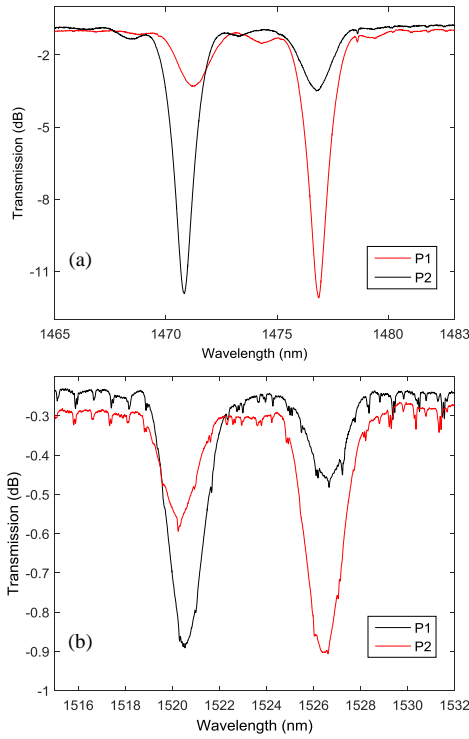 -2
-5
-8
-11
Transmission (dB)
(a)
P1
P2
1465 1470 1475 1480 1483
Wavelength (nm)
-0.3
-0.4
-0.5
-0.6
-0.7
-0.8
-0.9
-1
Transmission (dB)
(b)
P1
P2
1516 1518 1520 1522 1524 1526 1528 1530 1532
Wavelength (nm)